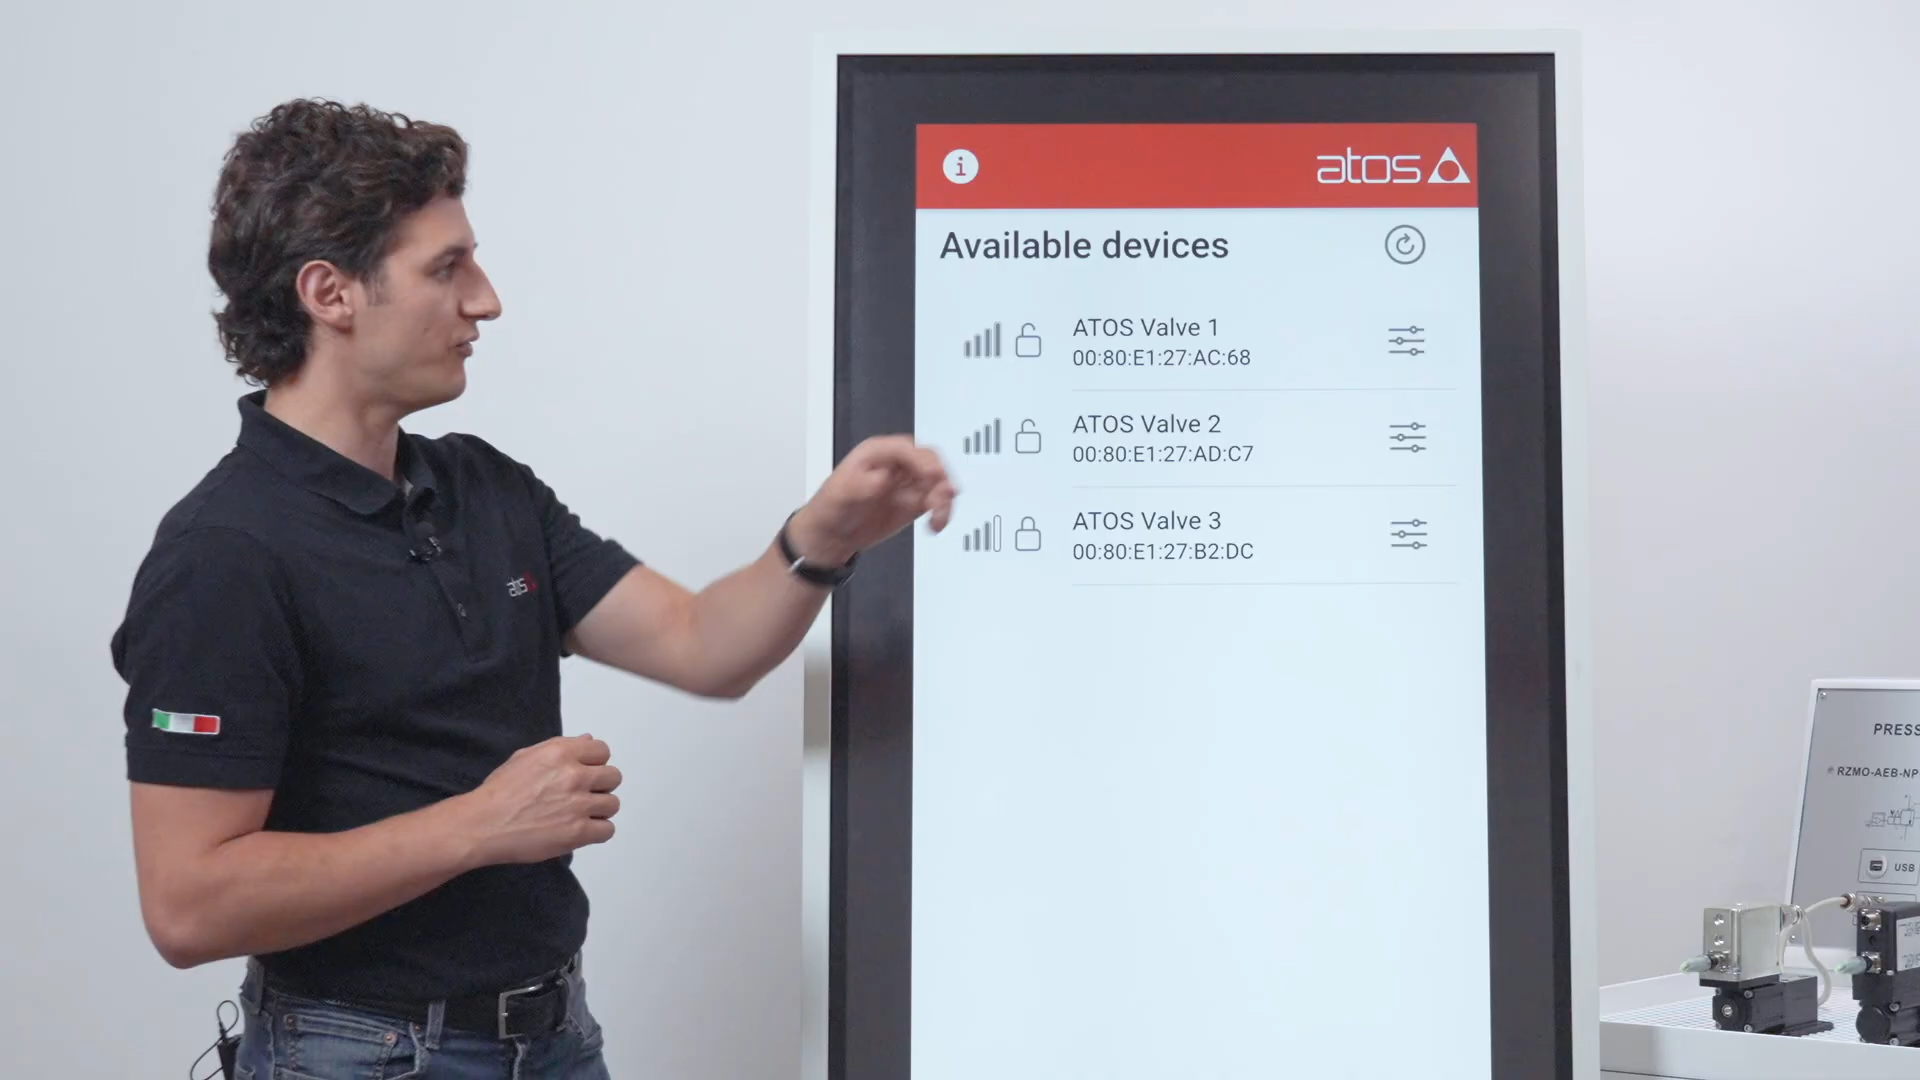 i
atos
Available devices
ATOS Valve 1
00:80:E1:27:AC:68
ATOS Valve 2
00:80:E1:27:AD:C7
ATOS Valve 3
00:80:E1:27:B2:DC
atos
PRESS
RZMO-AEB-NP
USB